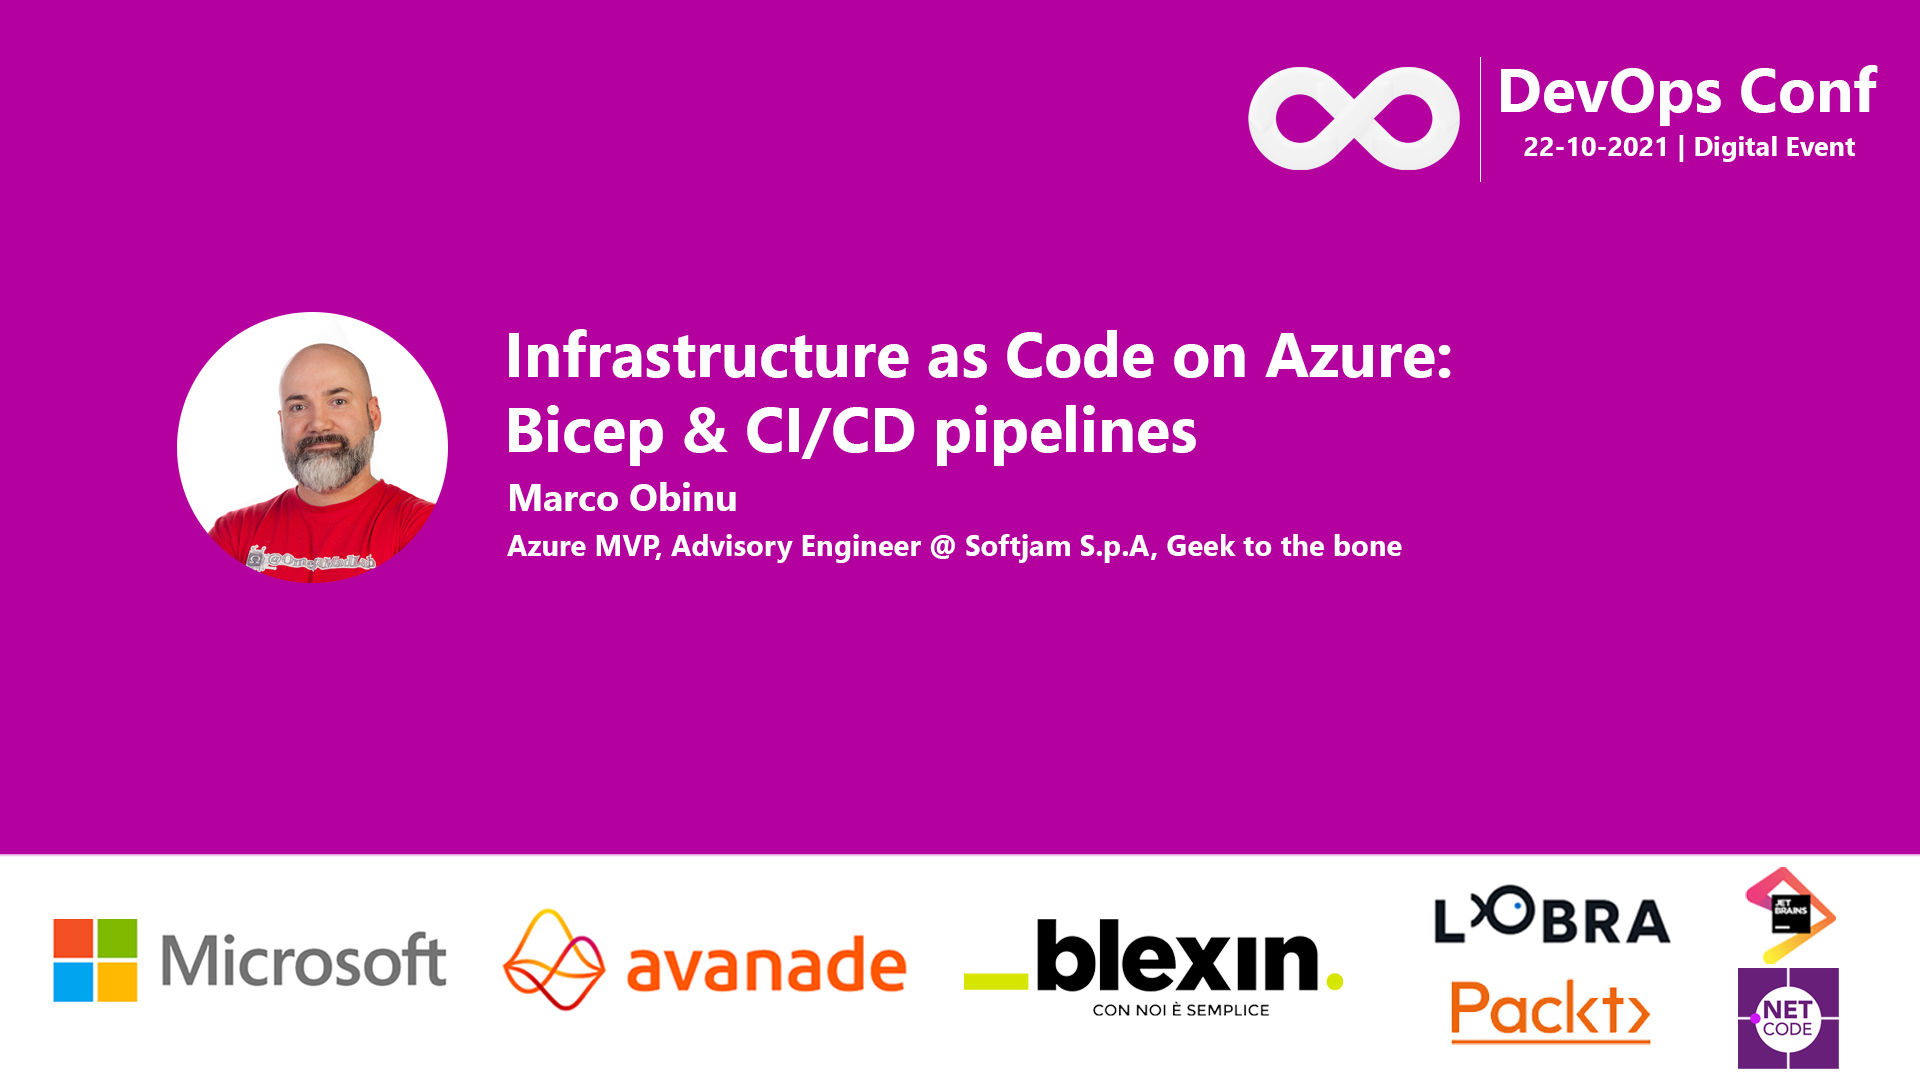 DevOps Conf
22-10-2021 | Digital Event
Infrastructure as Code on Azure:
Bicep & CI/CD pipelines
Marco Obinu
Azure MVP, Advisory Engineer @ Softjam S.p.A, Geek to the bone
Microsoft
avanade
blexin.
CON NOI È SEMPLICE
LOBRA
Packt>
JET
BRAINS
NET
CODE